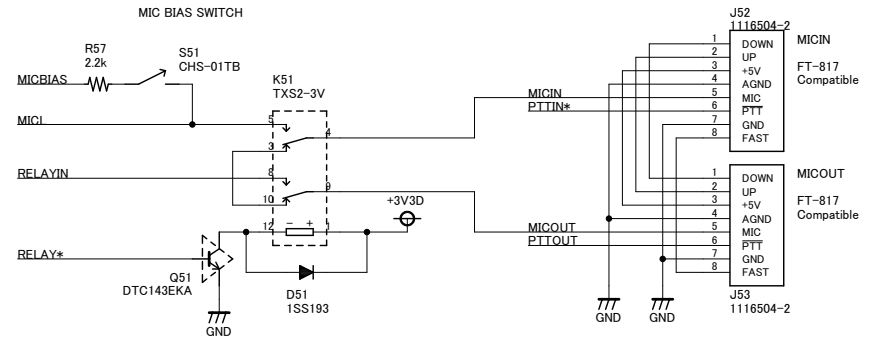 MIC BIAS SWITCH
R57
2.2k
S51
CHS-01TB
MICBIAS
MICL
K51
TXS2-3V
5
4
3
RELAYIN
8
9
10
12
- +
1
+3V3D
RELAY*
Q51
DTC143EKA
GND
D51
1SS193
MICIN
PTTIN*
MICOUT
PTTOUT
GND
GND
J52
1116504-2
1 DOWN
2 UP
3 +5V
4 AGND
5 MIC
6 PTT
7 GND
8 FAST
MICIN
FT-817
Compatible
1 DOWN
2 UP
3 +5V
4 AGND
5 MIC
6 PTT
7 GND
8 FAST
MICOUT
FT-817
Compatible
J53
1116504-2